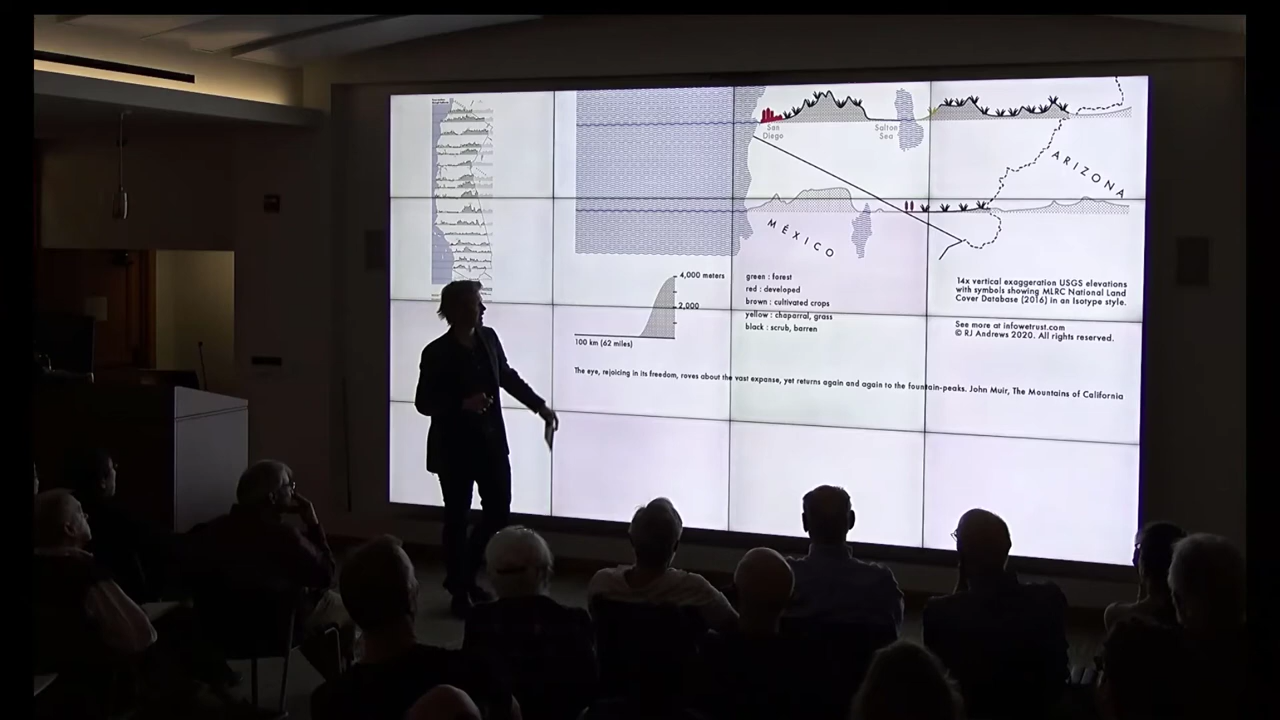 San
Diego
Salton
Sea
ARIZONA
MÉXICO
4,000 meters
2,000
100 km (62 miles)
green : forest
red : developed
brown : cultivated crops
yellow : chaparral, grass
black : scrub, barren
14x vertical exaggeration USGS elevations
with symbols showing MLRC National Land
Cover Database (2016) in an Isotype style.
See more at infowetrust.com
© RJ Andrews 2020. All rights reserved.
The eye, rejoicing in its freedom, roves about the vast expanse, yet returns again and again to the fountain-peaks. John Muir, The Mountains of California